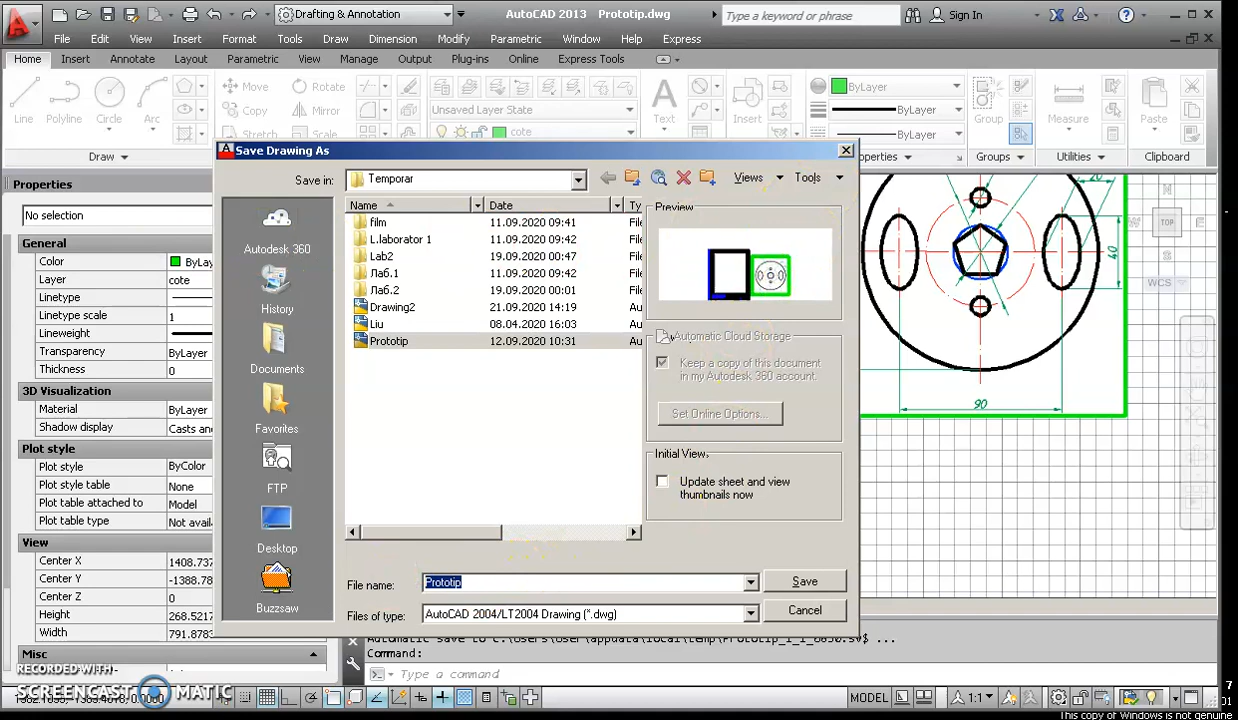 Drafting & Annotation
AutoCAD 2013 Prototip.dwg
Type a keyword or phrase
Sign In
File Edit View Insert Format Tools Draw Dimension Modify Parametric Window Help Express
Home Insert Annotate Layout Parametric View Manage Output Plug-ins Online Express Tools
Move Rotate
Copy Mirror
Stretch Scale
Line Polyline Circle Arc
Unsaved Layer State
cote
Text Insert
ByLayer
ByLayer
ByLayer
Group Measure Paste
Draw
Groups Utilities Clipboard
Save Drawing As
Save in: Temporar
Views Tools
Name Date
film 11.09.2020 09:41
L.laborator 1 11.09.2020 09:42
Lab2 19.09.2020 00:47
Лаб.1 11.09.2020 09:42
Лаб.2 19.09.2020 00:01
Drawing2 21.09.2020 14:19
Liu 08.04.2020 16:03
Prototip 12.09.2020 10:31
Autodesk 360
History
Documents
Favorites
FTP
Desktop
Buzzsaw
Preview
Automatic Cloud Storage
Keep a copy of this document
in my Autodesk 360 account.
Set Online Options...
Initial View
Update sheet and view
thumbnails now
File name: Prototip
Save
Files of type: AutoCAD 2004/LT2004 Drawing (*.dwg)
Cancel
Properties
No selection
General
Color
Layer cote
Linetype
Linetype scale 1
Lineweight
Transparency ByLayer
Thickness 0
3D Visualization
Material ByLayer
Shadow display
Plot style
Plot style ByColor
Plot style table None
Plot table attached to Model
Plot table type
View
Center X 1408.737
Center Y -1388.78
Center Z 0
Height 268.5217
Width 791.8783
Misc
20
40
90
TOP
WCS
Command:
Type a command
RECORDED WITH
SCREENCAST MATIC
MODEL
1:1
This copy of Windows is not genuine